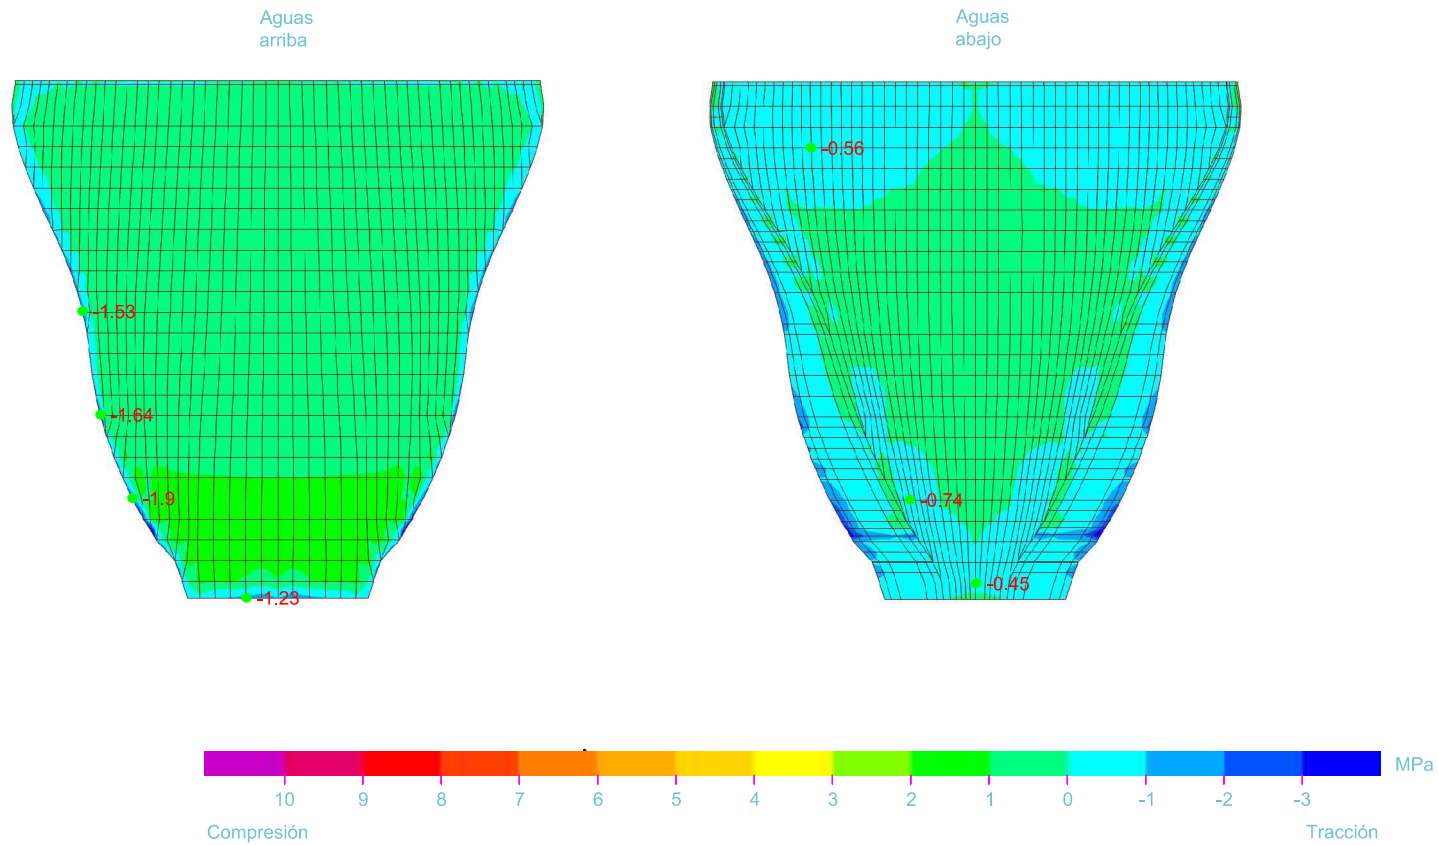 Aguas
arriba
Aguas
abajo
-0.56
-1.53
-1.64
-1.9
-0.74
-0.45
-1.23
MPa
10 9 8 7 6 5 4 3 2 1 0 -1 -2 -3
Compresión
Tracción